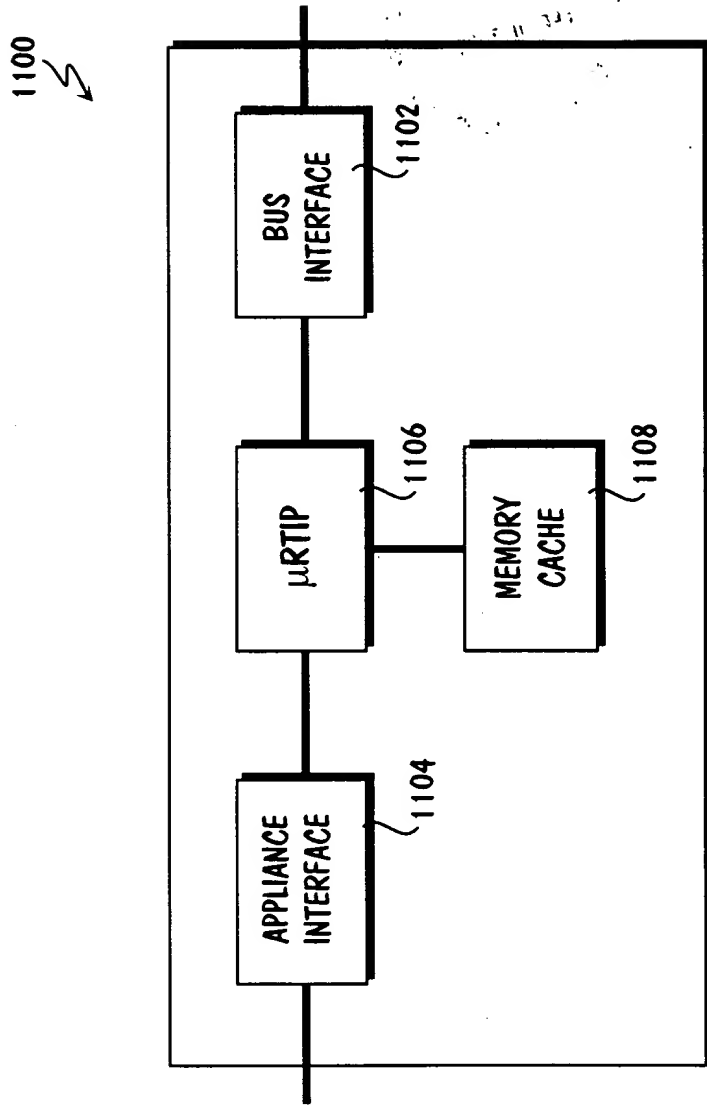 1100
APPLIANCE
INTERFACE
1104
μRTIP
1106
BUS
INTERFACE
1102
MEMORY
CACHE
1108